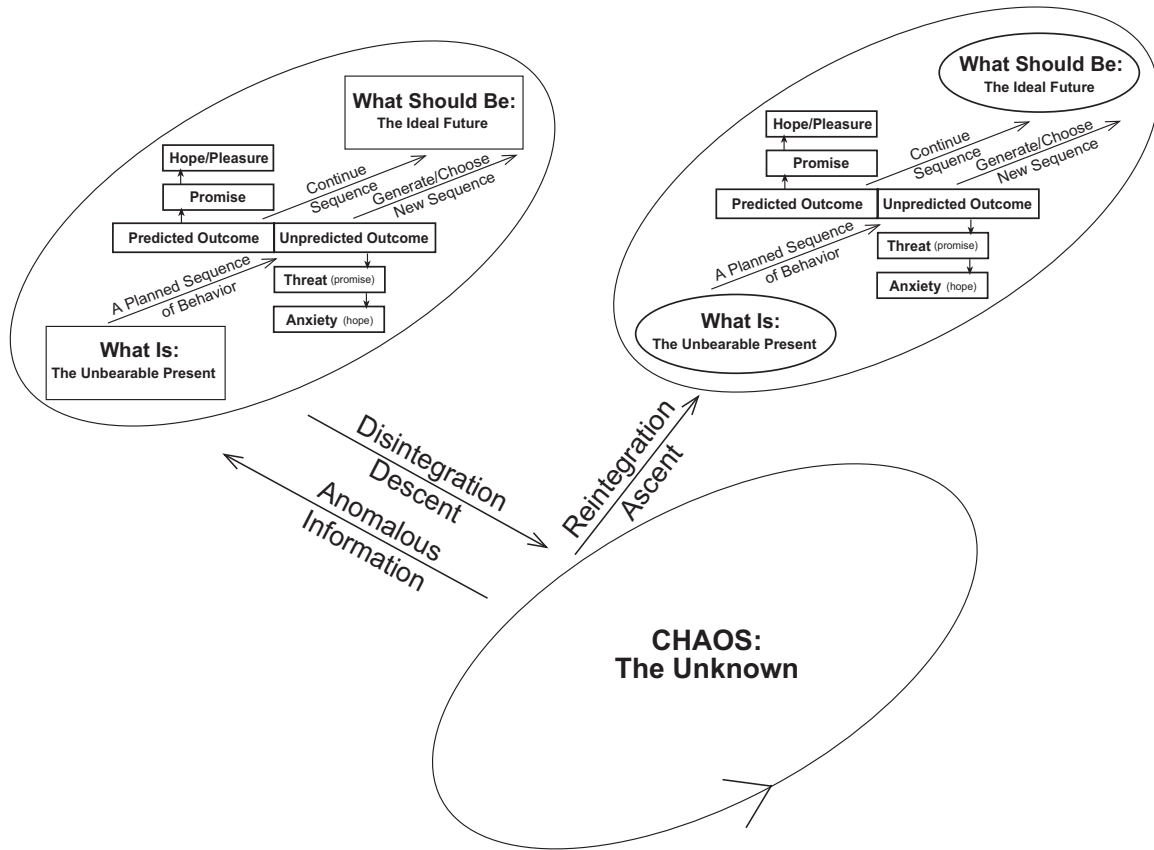 What Should Be:
The Ideal Future
Hope/Pleasure
Promise
Continue
Sequence
Generate/Choose
New Sequence
Predicted Outcome
Unpredicted Outcome
A Planned Sequence
of Behavior
Threat (promise)
Anxiety (hope)
What Is:
The Unbearable Present
What Should Be:
The Ideal Future
Hope/Pleasure
Promise
Continue
Sequence
Generate/Choose
New Sequence
Predicted Outcome
Unpredicted Outcome
A Planned Sequence
of Behavior
Threat (promise)
Anxiety (hope)
What Is:
The Unbearable Present
Disintegration
Descent
Anomalous
Information
Reintegration
Ascent
CHAOS:
The Unknown